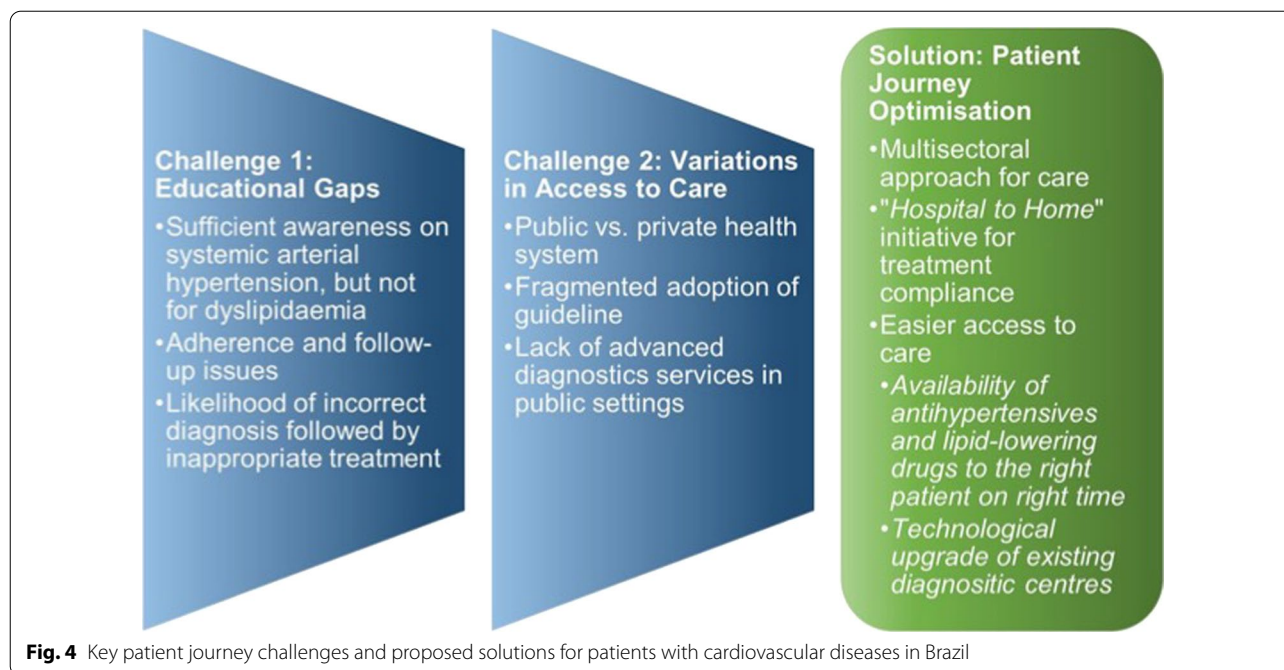 Challenge 1:
Educational Gaps
•Sufficient awareness on
systemic arterial
hypertension, but not
for dyslipidaemia
•Adherence and follow-
up issues
•Likelihood of incorrect
diagnosis followed by
inappropriate treatment
Challenge 2: Variations
in Access to Care
•Public vs. private health
system
•Fragmented adoption of
guideline
•Lack of advanced
diagnostics services in
public settings
Solution: Patient
Journey
Optimisation
•Multisectoral
approach for care
•"Hospital to Home"
initiative for
treatment
compliance
•Easier access to
care
•Availability of
antihypertensives
and lipid-lowering
drugs to the right
patient on right time
•Technological
upgrade of existing
diagnositic centres
Fig. 4 Key patient journey challenges and proposed solutions for patients with cardiovascular diseases in Brazil